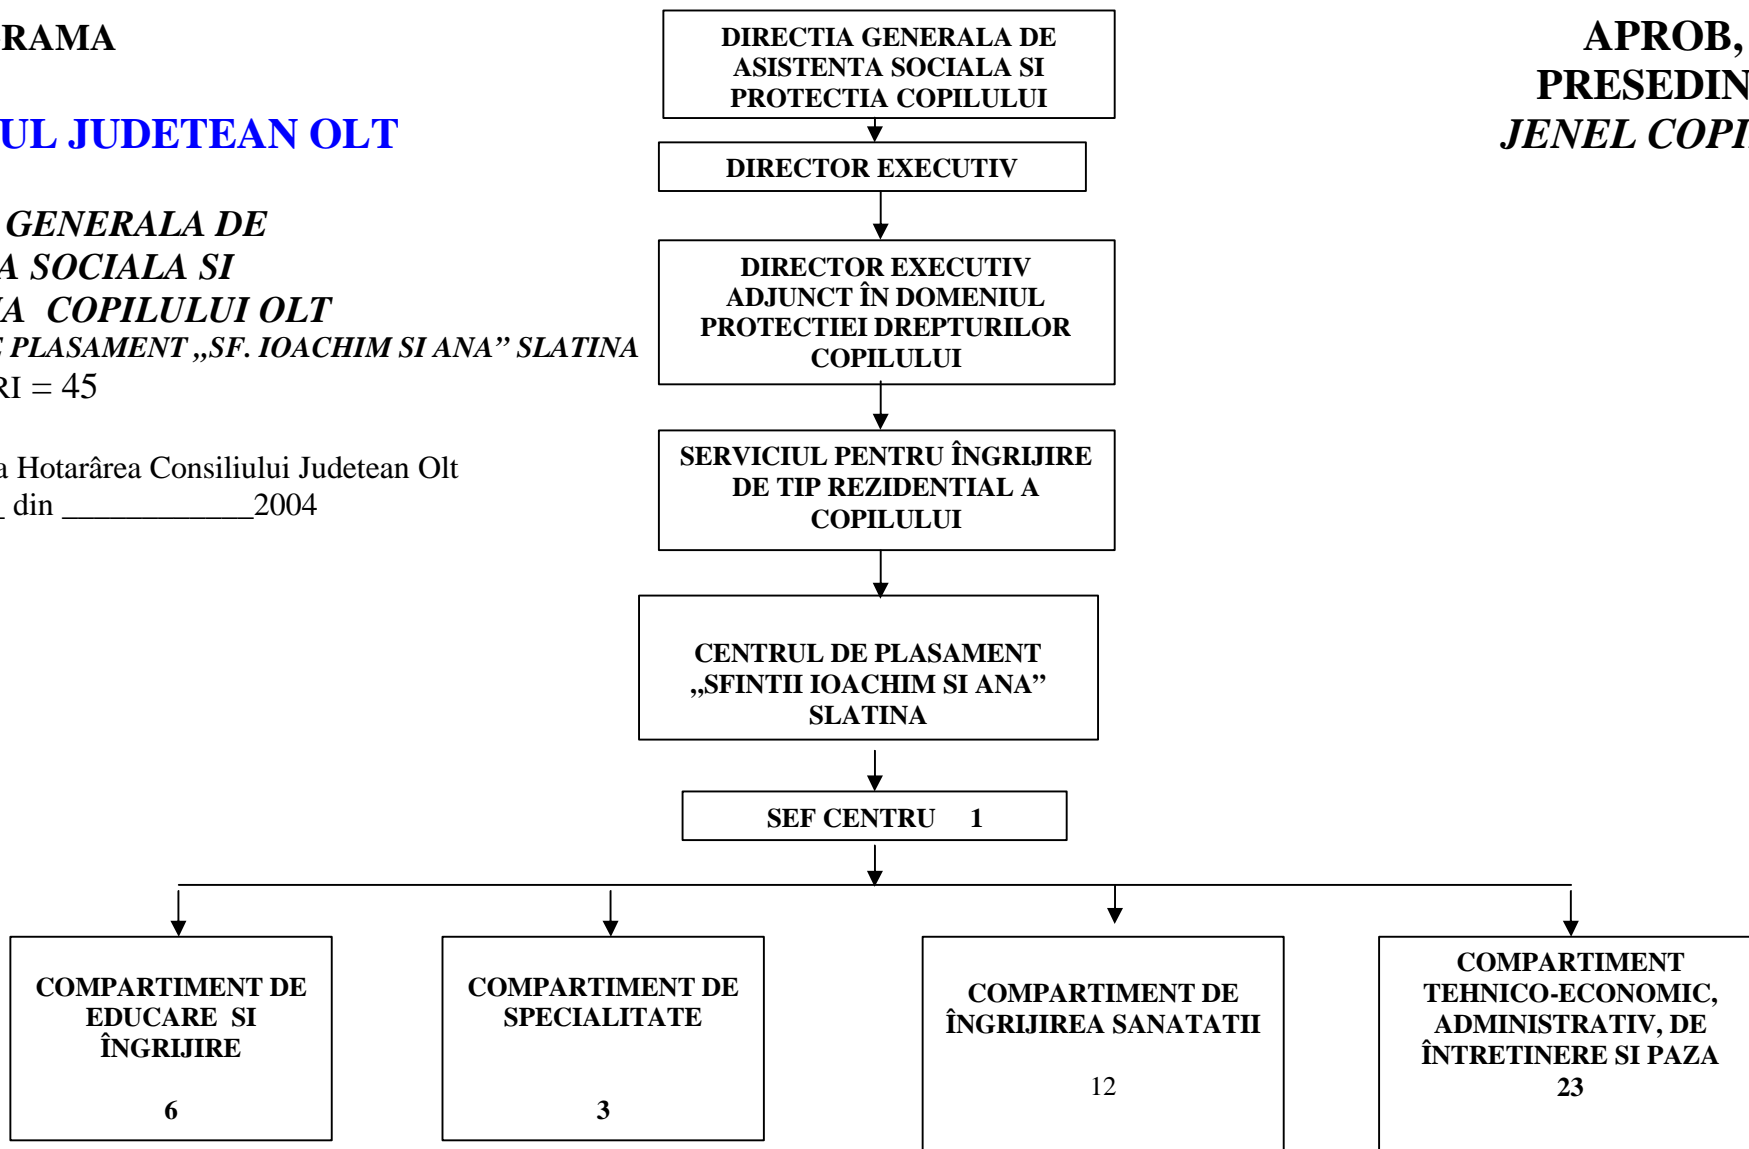 RAMA
UL JUDETEAN OLT
GENERALA DE
A SOCIALA SI
IA COPILULUI OLT
E PLASAMENT „SF. IOACHIM SI ANA” SLATINA
RI = 45
a Hotarârea Consiliului Judetean Olt
_ din ____________2004
APROB,
PRESEDIN
JENEL COPI
DIRECTIA GENERALA DE
ASISTENTA SOCIALA SI
PROTECTIA COPILULUI
DIRECTOR EXECUTIV
DIRECTOR EXECUTIV
ADJUNCT ÎN DOMENIUL
PROTECTIEI DREPTURILOR
COPILULUI
SERVICIUL PENTRU ÎNGRIJIRE
DE TIP REZIDENTIAL A
COPILULUI
CENTRUL DE PLASAMENT
„SFINTII IOACHIM SI ANA”
SLATINA
SEF CENTRU 1
COMPARTIMENT DE
EDUCARE SI
ÎNGRIJIRE
6
COMPARTIMENT DE
SPECIALITATE
3
COMPARTIMENT DE
ÎNGRIJIREA SANATATII
12
COMPARTIMENT
TEHNICO-ECONOMIC,
ADMINISTRATIV, DE
ÎNTRETINERE SI PAZA
23